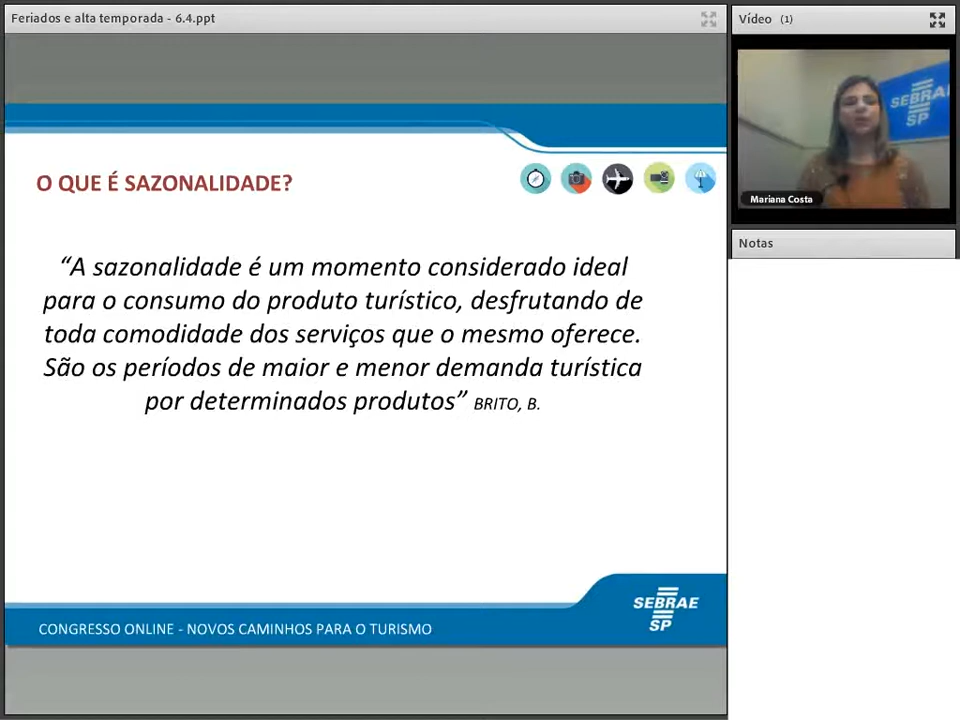 Feriados e alta temporada - 6.4.ppt
Vídeo (1)
SEBRAE
SP
Mariana Costa
Notas
O QUE É SAZONALIDADE?
“A sazonalidade é um momento considerado ideal
para o consumo do produto turístico, desfrutando de
toda comodidade dos serviços que o mesmo oferece.
São os períodos de maior e menor demanda turística
por determinados produtos” BRITO, B.
SEBRAE
SP
CONGRESSO ONLINE - NOVOS CAMINHOS PARA O TURISMO